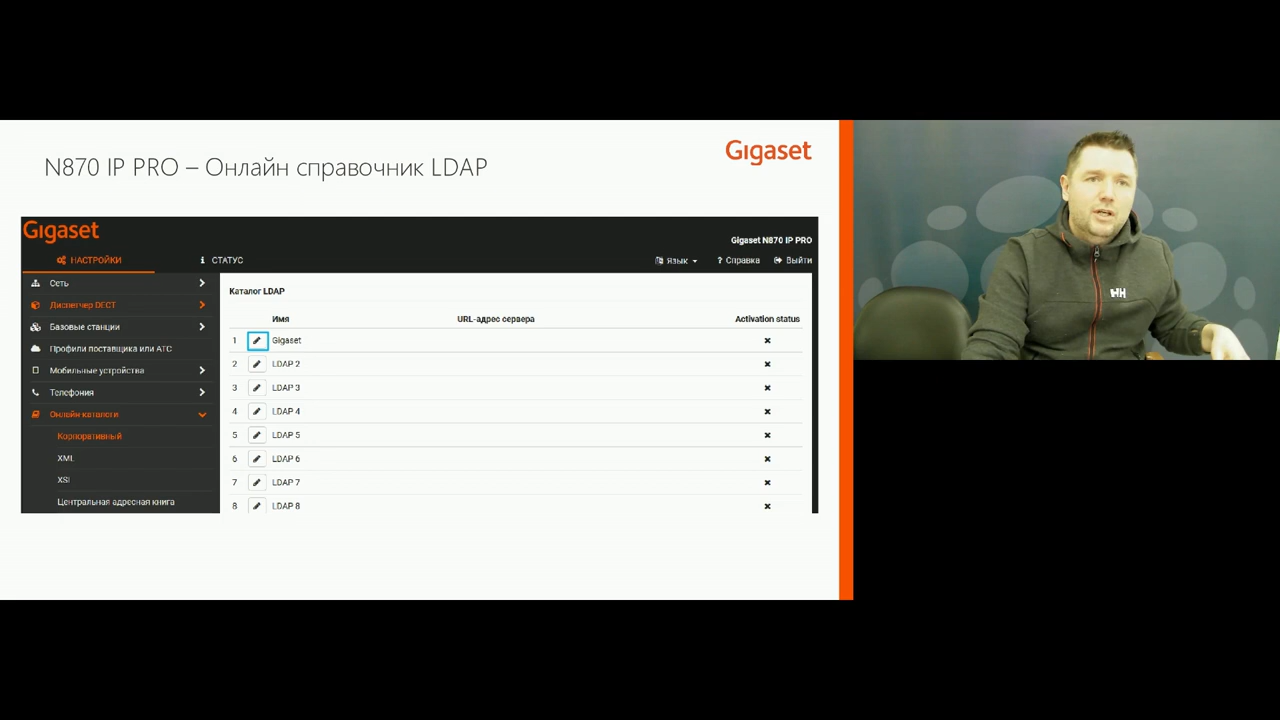 Gigaset
N870 IP PRO – Онлайн справочник LDAP
Gigaset
Gigaset N870 IP PRO
НАСТРОЙКИ
СТАТУС
Язык
? Справка
Выйти
Сеть
Диспетчер DECT
Базовые станции
Профили поставщика или АТС
Мобильные устройства
Телефония
Онлайн-каталоги
Корпоративный
XML
XSI
Центральная адресная книга
Каталог LDAP
Имя URL-адрес сервера Activation status
1 Gigaset
2 LDAP 2
3 LDAP 3
4 LDAP 4
5 LDAP 5
6 LDAP 6
7 LDAP 7
8 LDAP 8
HH